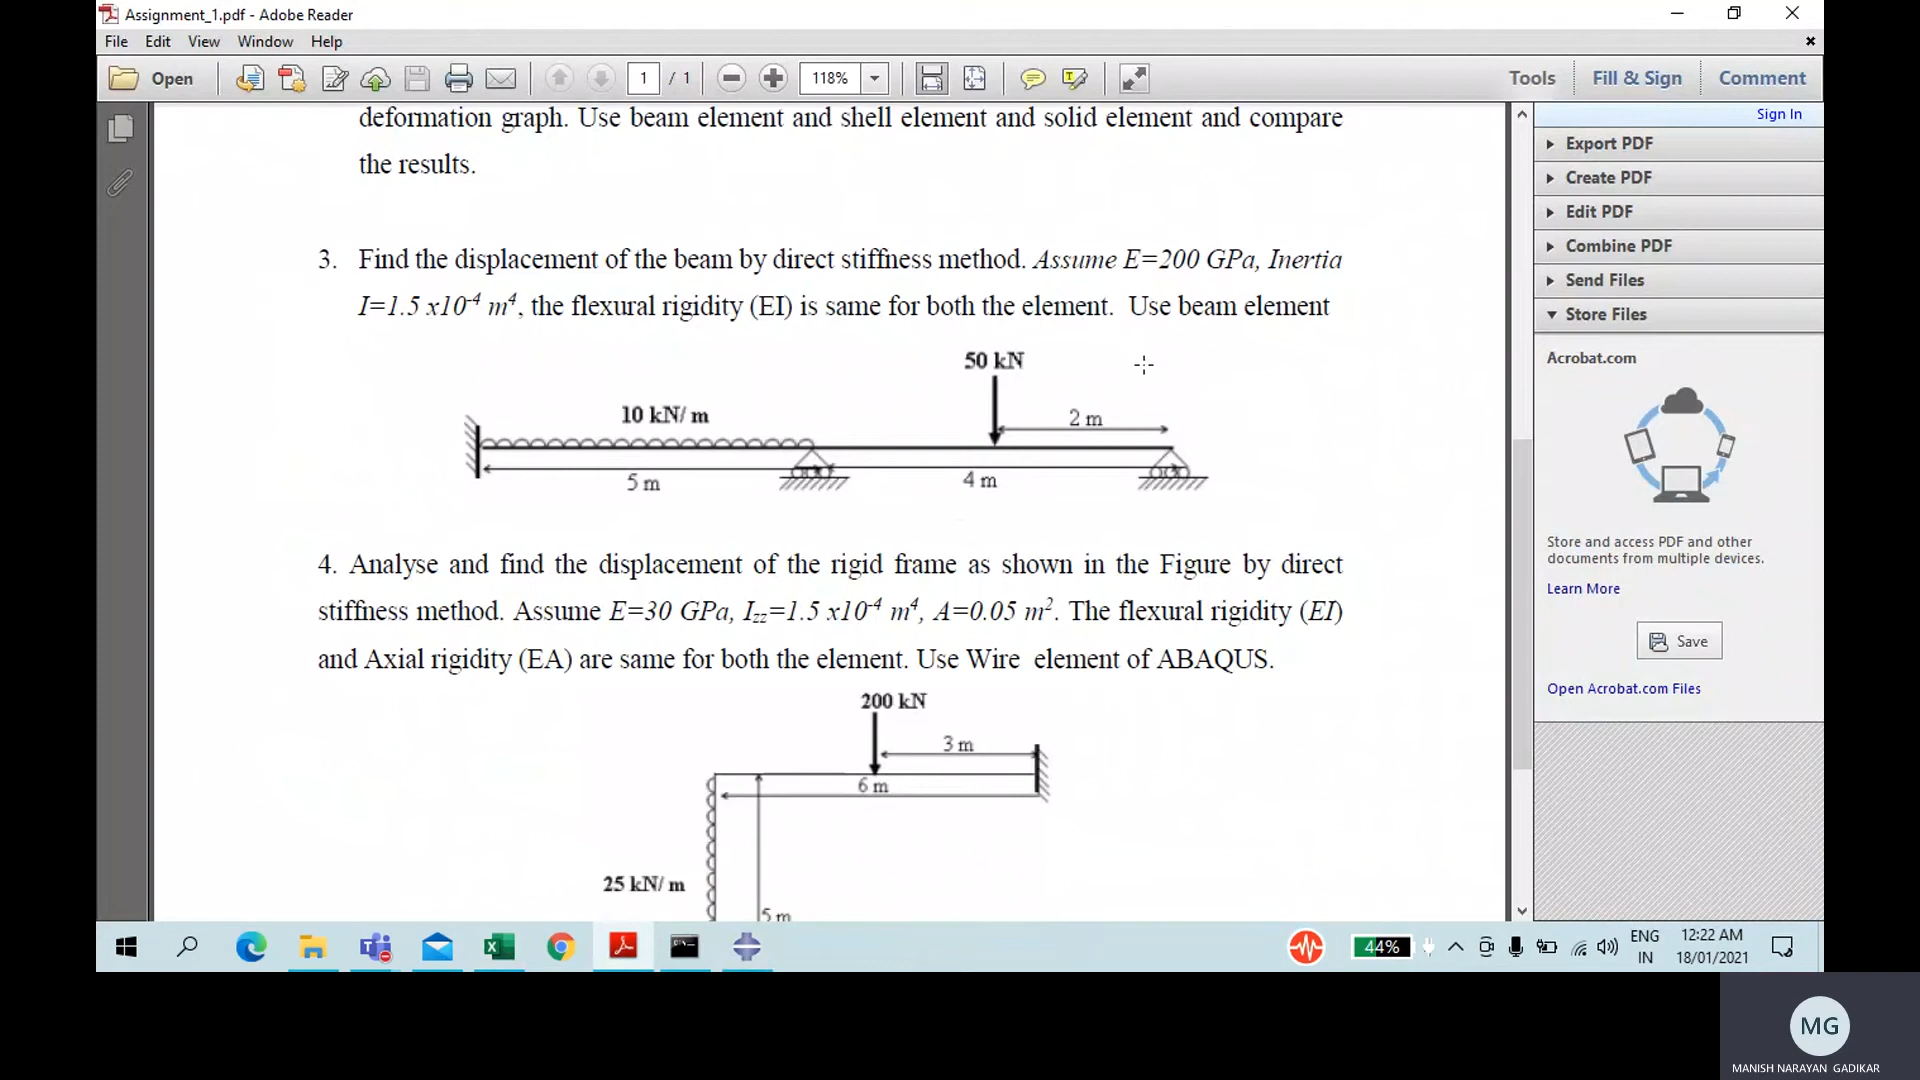 Assignment_1.pdf - Adobe Reader
File Edit View Window Help
Open 1 / 1 118% Tools Fill & Sign Comment
Sign In
Export PDF
Create PDF
Edit PDF
Combine PDF
Send Files
Store Files
Acrobat.com
Store and access PDF and other
documents from multiple devices.
Learn More
Save
Open Acrobat.com Files
deformation graph. Use beam element and shell element and solid element and compare
the results.
3. Find the displacement of the beam by direct stiffness method. Assume E=200 GPa, Inertia
I=1.5 x10⁻⁴ m⁴, the flexural rigidity (EI) is same for both the element. Use beam element
50 kN
10 kN/ m
2 m
5 m
4 m
4. Analyse and find the displacement of the rigid frame as shown in the Figure by direct
stiffness method. Assume E=30 GPa, Izz=1.5 x10⁻⁴ m⁴, A=0.05 m². The flexural rigidity (EI)
and Axial rigidity (EA) are same for both the element. Use Wire element of ABAQUS.
200 kN
3 m
6 m
25 kN/ m
5 m
44%
ENG
IN
12:22 AM
18/01/2021
MG
MANISH NARAYAN GADIKAR